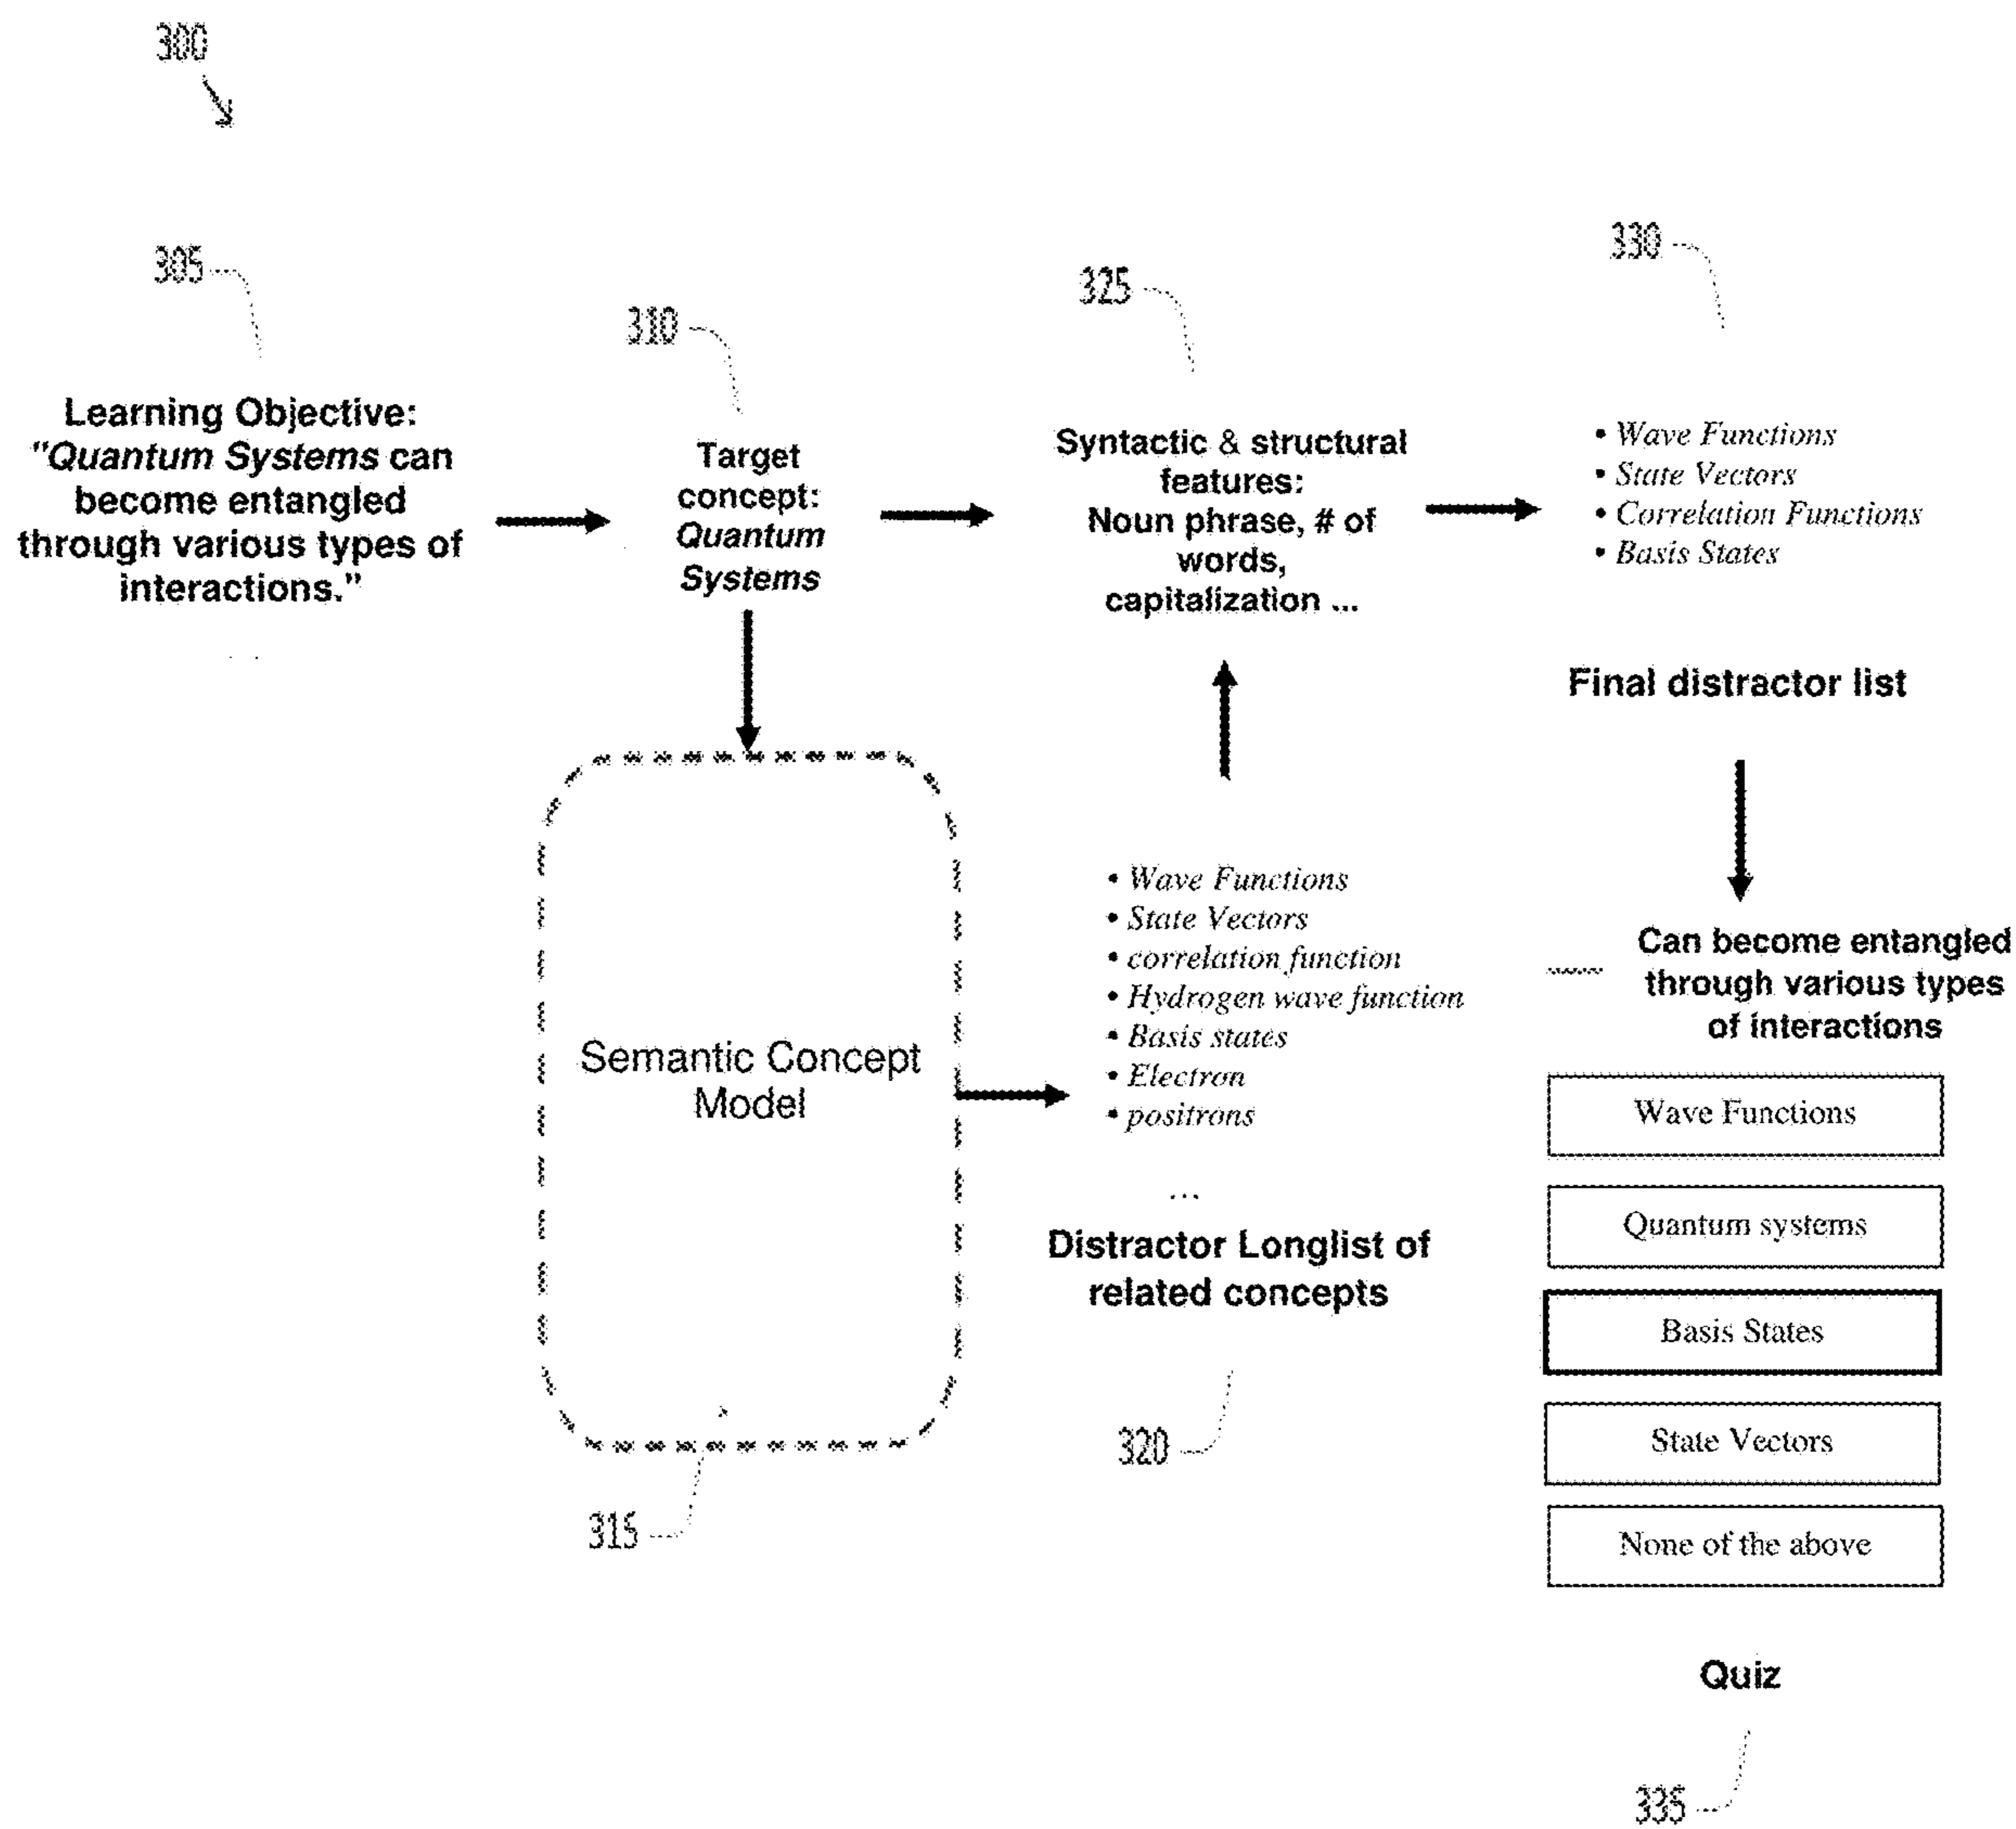 300
305
Learning Objective:
"Quantum Systems can
become entangled
through various types of
interactions."
310
Target
concept:
Quantum
Systems
325
Syntactic & structural
features:
Noun phrase, # of
words,
capitalization ...
330
• Wave Functions
• State Vectors
• Correlation Functions
• Basis States
Final distractor list
Semantic Concept
Model
315
• Wave Functions
• State Vectors
• correlation function
• Hydrogen wave function
• Basis states
• Electron
• positrons
...
Distractor Longlist of
related concepts
320
Can become entangled
through various types
of interactions
Wave Functions
Quantum systems
Basis States
State Vectors
None of the above
Quiz
335